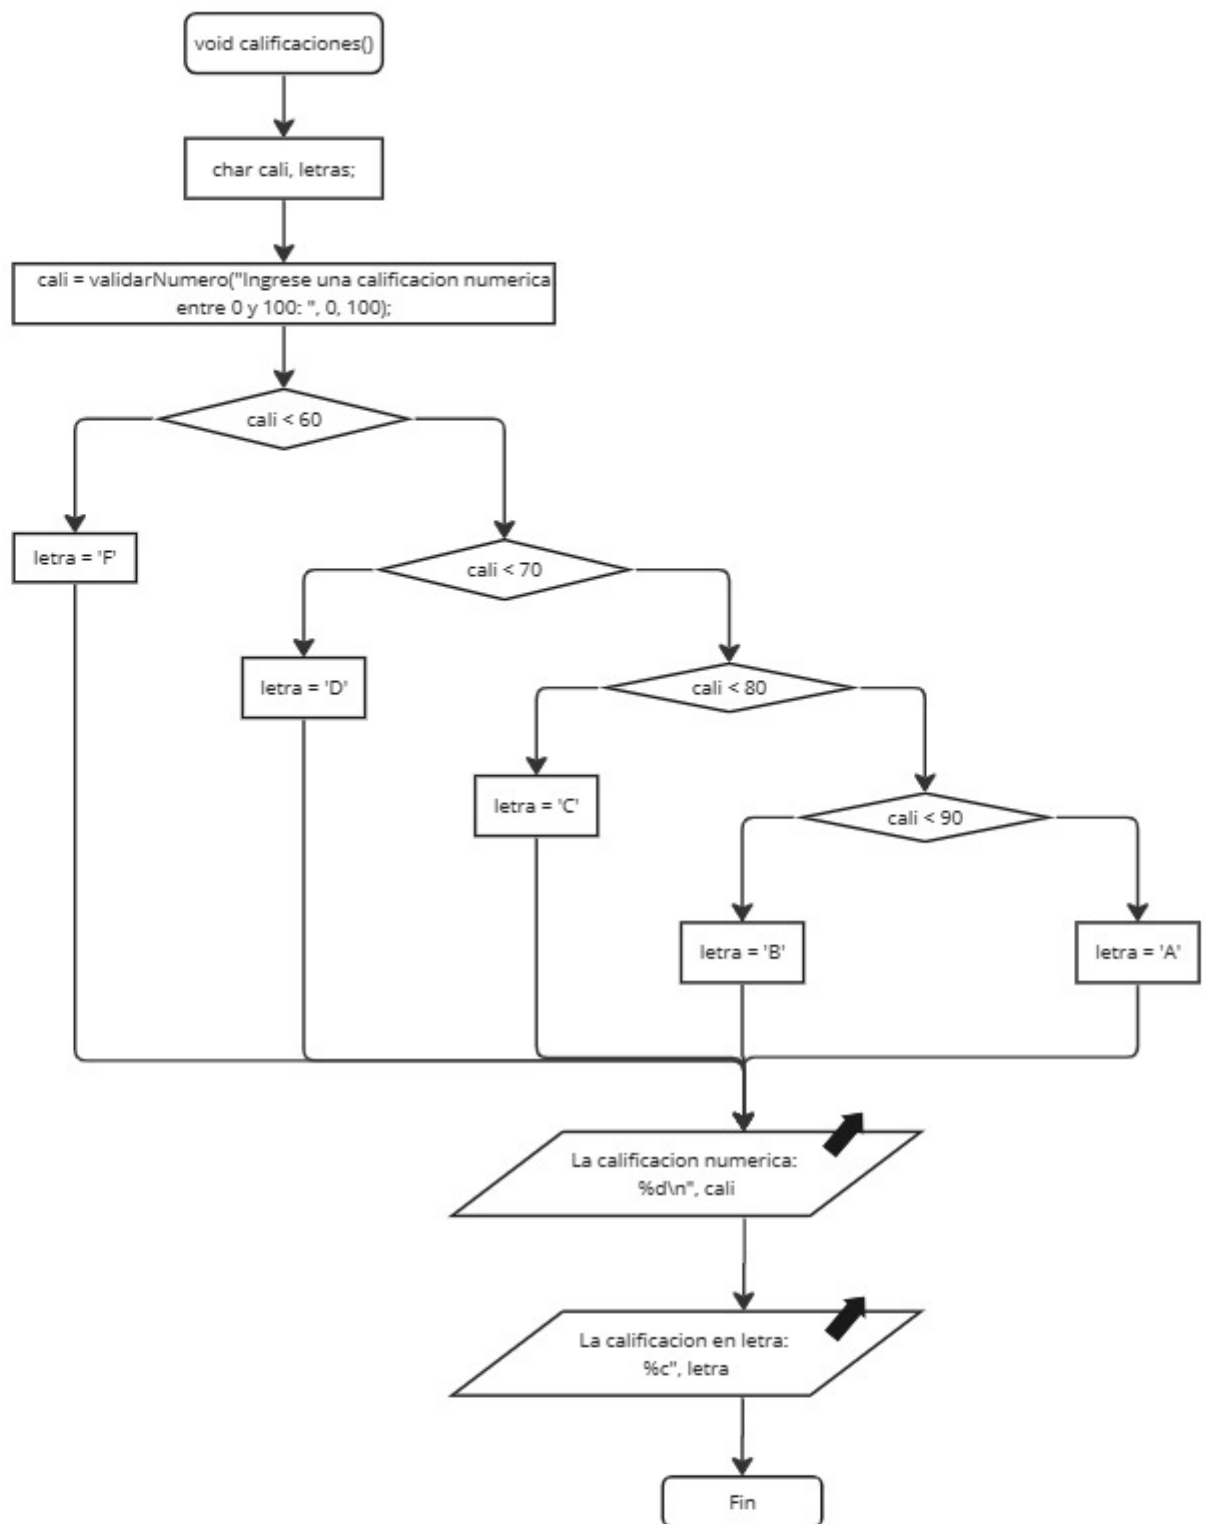 void calificaciones()
char cali, letras;
cali = validarNumero("Ingrese una calificacion numerica
entre 0 y 100: ", 0, 100);
cali < 60
letra = 'F'
cali < 70
letra = 'D'
cali < 80
letra = 'C'
cali < 90
letra = 'B'
letra = 'A'
La calificacion numerica:
%d\n", cali
La calificacion en letra:
%c", letra
Fin